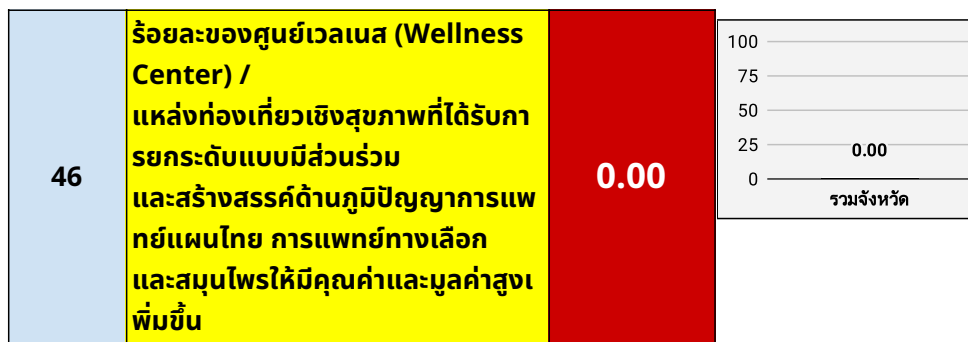 46
ร้อยละของศูนย์เวลเนส (Wellness
Center) /
แหล่งท่องเที่ยวเชิงสุขภาพที่ได้รับกา
รยกระดับแบบมีส่วนร่วม
และสร้างสรรค์ด้านภูมิปัญญาการแพ
ทย์แผนไทย การแพทย์ทางเลือก
และสมุนไพรให้มีคุณค่าและมูลค่าสูงเ
พิ่มขึ้น
0.00
100
75
50
25
0
0.00
รวมจังหวัด